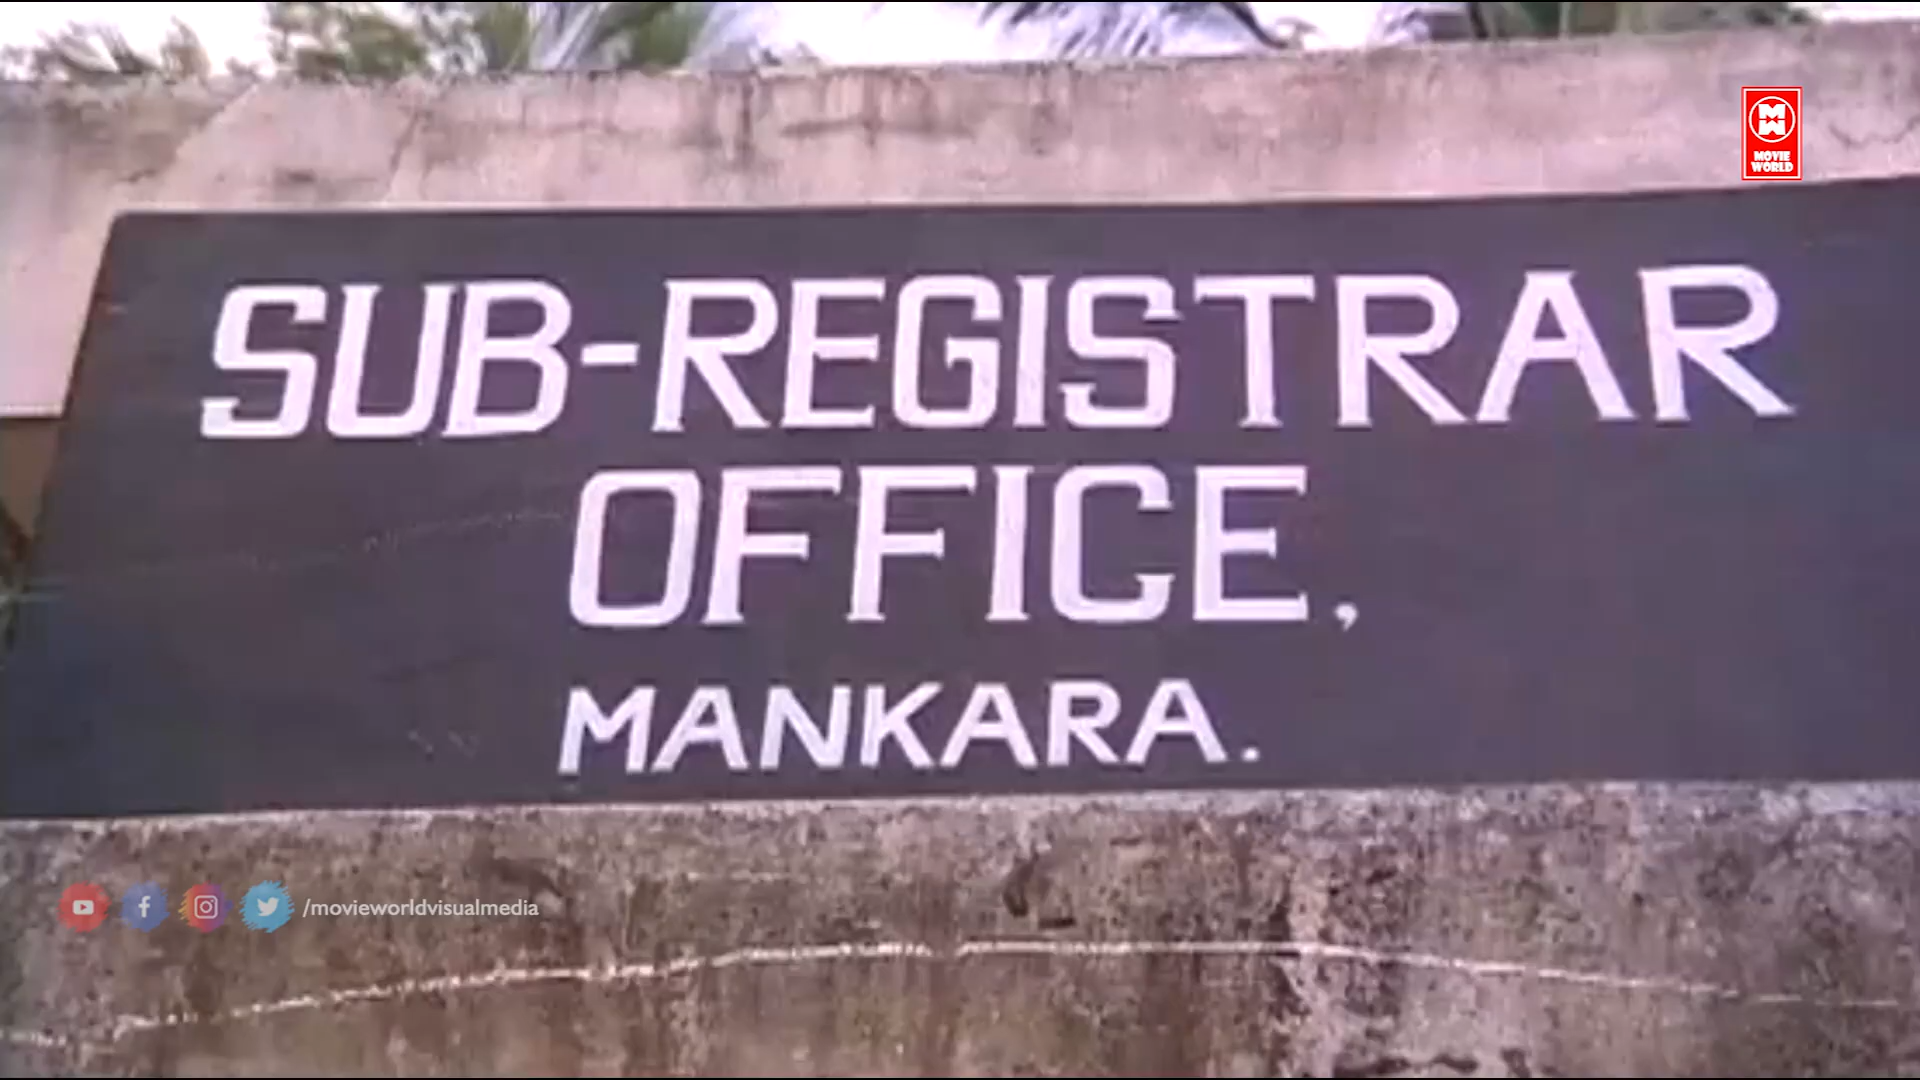 MOVIE
WORLD
SUB-REGISTRAR
OFFICE,
MANKARA.
/movieworldvisualmedia